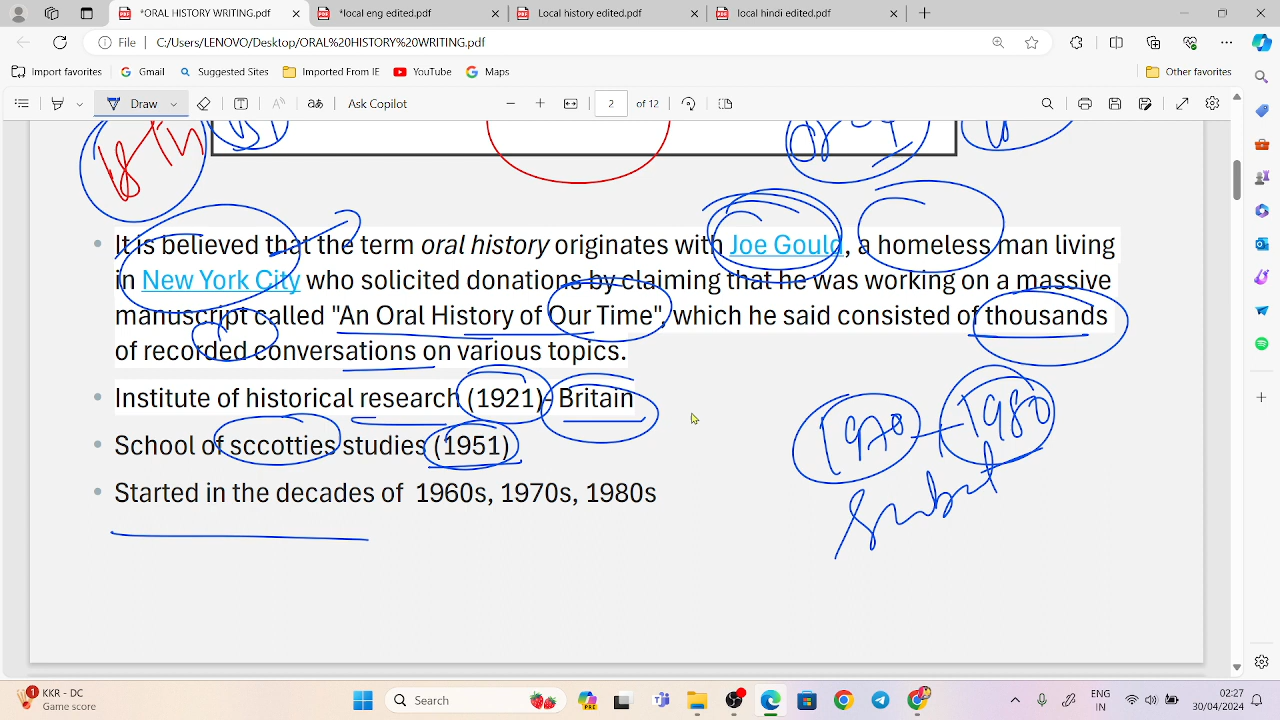 *ORAL HISTORY WRITING.pdf
*local eng edited.pdf
Local history edited.pdf
local hindi edited.pdf
File
C:/Users/LENOVO/Desktop/ORAL%20HISTORY%20WRITING.pdf
Import favorites
Gmail
Suggested Sites
Imported From IE
YouTube
Maps
Other favorites
Draw
Ask Copilot
2 of 12
18th
It is believed that the term oral history originates with Joe Gould, a homeless man living
in New York City who solicited donations by claiming that he was working on a massive
manuscript called "An Oral History of Our Time", which he said consisted of thousands
of recorded conversations on various topics.
Institute of historical research (1921)- Britain
School of sccotties studies (1951)
Started in the decades of 1960s, 1970s, 1980s
1970 - 1980
1
KKR - DC
Game score
Search
PRE
ENG
IN
02:27
30/04/2024